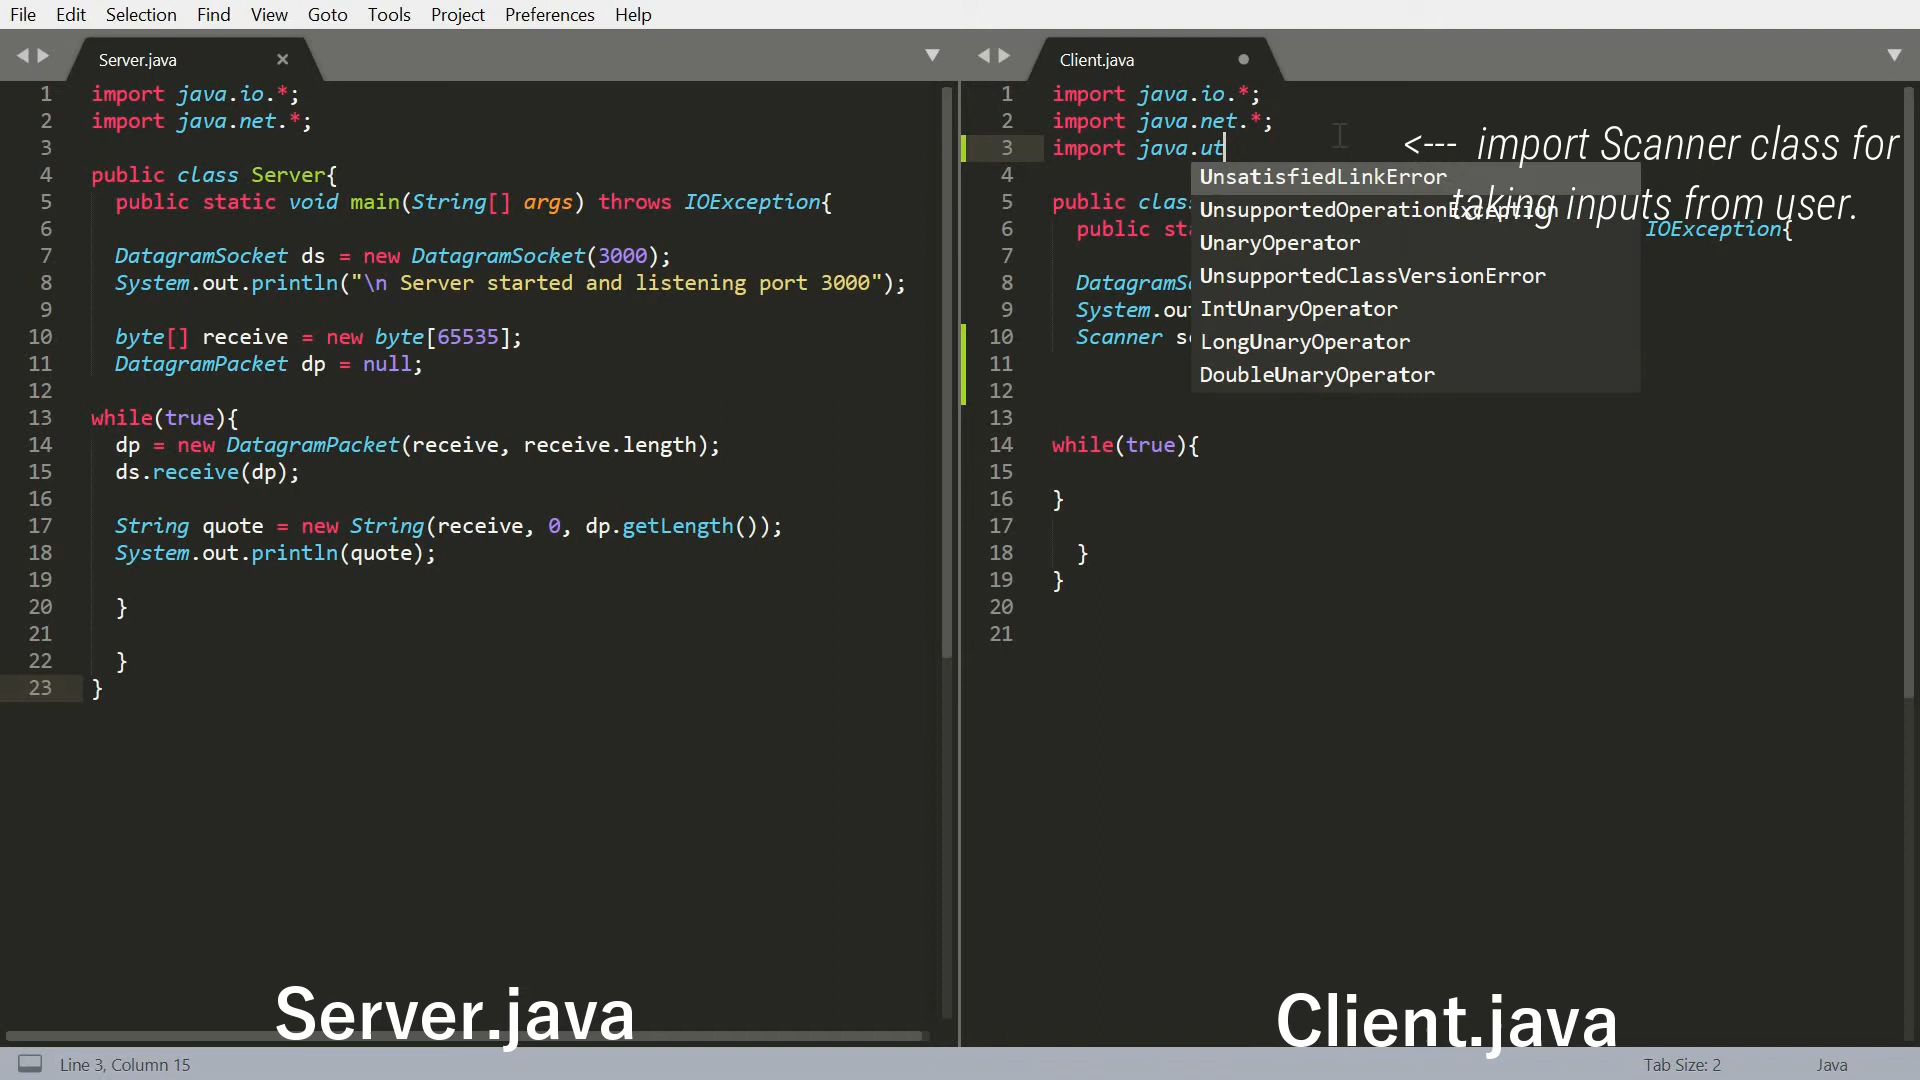 File Edit Selection Find View Goto Tools Project Preferences Help
Server.java
1 import java.io.*;
2 import java.net.*;
3
4 public class Server{
5 public static void main(String[] args) throws IOException{
6
7 DatagramSocket ds = new DatagramSocket(3000);
8 System.out.println("\n Server started and listening port 3000");
9
10 byte[] receive = new byte[65535];
11 DatagramPacket dp = null;
12
13 while(true){
14 dp = new DatagramPacket(receive, receive.length);
15 ds.receive(dp);
16
17 String quote = new String(receive, 0, dp.getLength());
18 System.out.println(quote);
19
20 }
21
22 }
23 }
Server.java
Client.java
1 import java.io.*;
2 import java.net.*;
3 import java.ut
<--- import Scanner class for
taking inputs from user.
4
5 public clas
6 public sta IOException{
7
8 DatagramSo
9 System.out
10 Scanner sc
11
12
13
14 while(true){
15
16 }
17
18 }
19 }
20
21
UnsatisfiedLinkError
UnsupportedOperationException
UnaryOperator
UnsupportedClassVersionError
IntUnaryOperator
LongUnaryOperator
DoubleUnaryOperator
Client.java
Line 3, Column 15
Tab Size: 2
Java